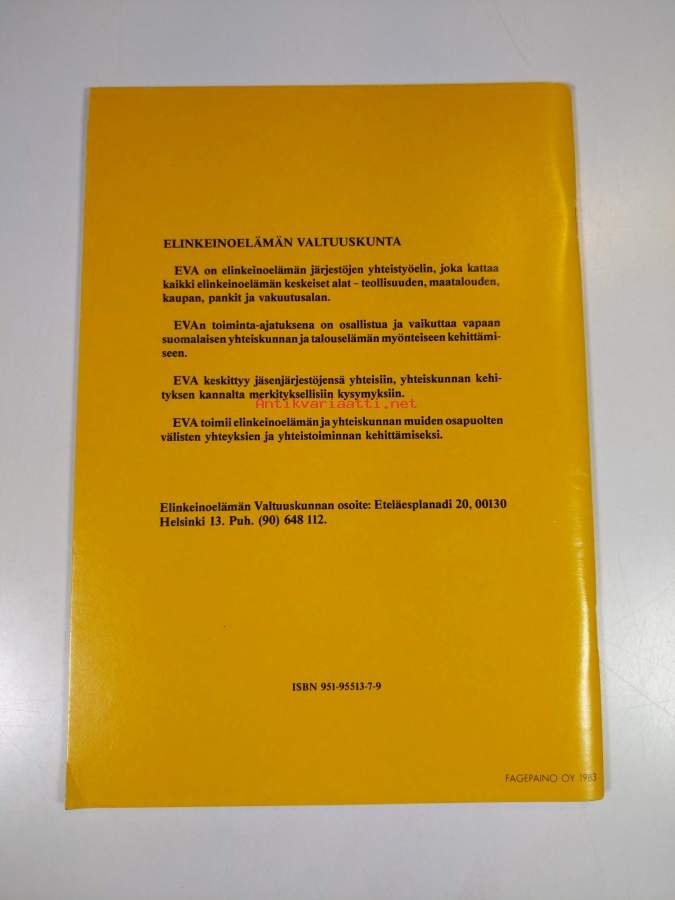 ELINKEINOELÄMÄN VALTUUSKUNTA
EVA on elinkeinoelämän järjestöjen yhteistyöelin, joka kattaa
kaikki elinkeinoelämän keskeiset alat – teollisuuden, maatalouden,
kaupan, pankit ja vakuutusalan.
EVAn toiminta-ajatuksena on osallistua ja vaikuttaa vapaan
suomalaisen yhteiskunnan ja talouselämän myönteiseen kehittämi-
seen.
EVA keskittyy jäsenjärjestöjensä yhteisiin, yhteiskunnan kehi-
tyksen kannalta merkityksellisiin kysymyksiin.
Antikvariaatti.net
EVA toimii elinkeinoelämän ja yhteiskunnan muiden osapuolten
välisten yhteyksien ja yhteistoiminnan kehittämiseksi.
Elinkeinoelämän Valtuuskunnan osoite: Eteläesplanadi 20, 00130
Helsinki 13. Puh. (90) 648 112.
ISBN 951-95513-7-9
FAGEPAINO OY 1983